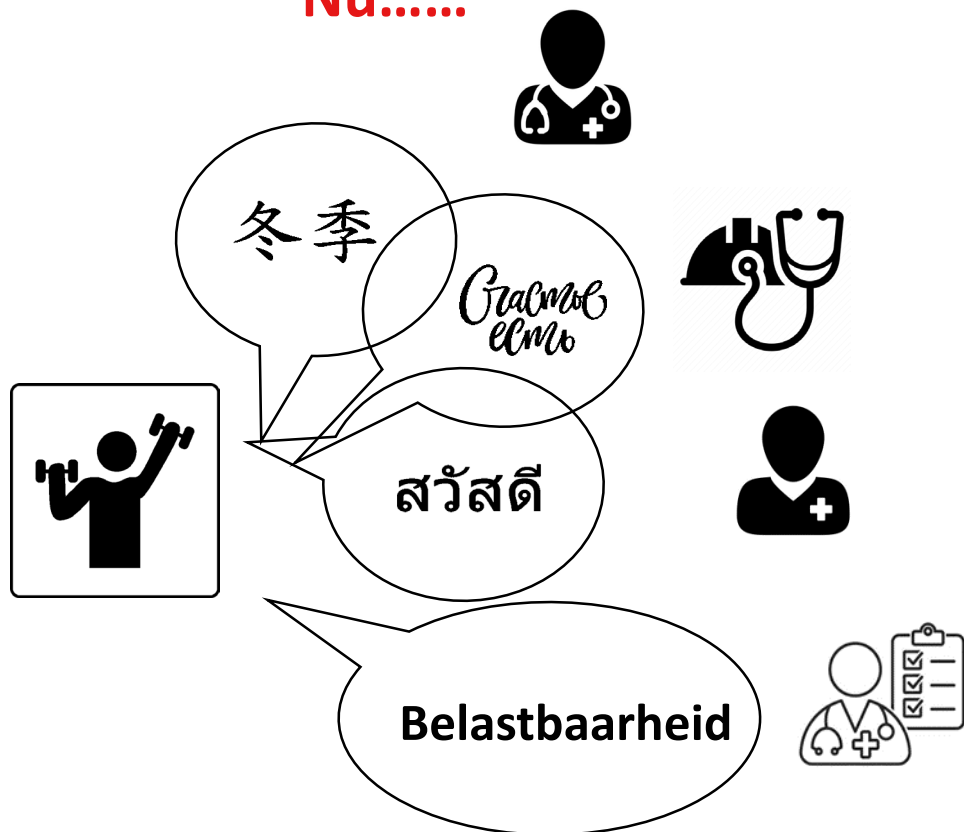 Nu......
冬季
Счастье
есть
สวัสดี
Belastbaarheid